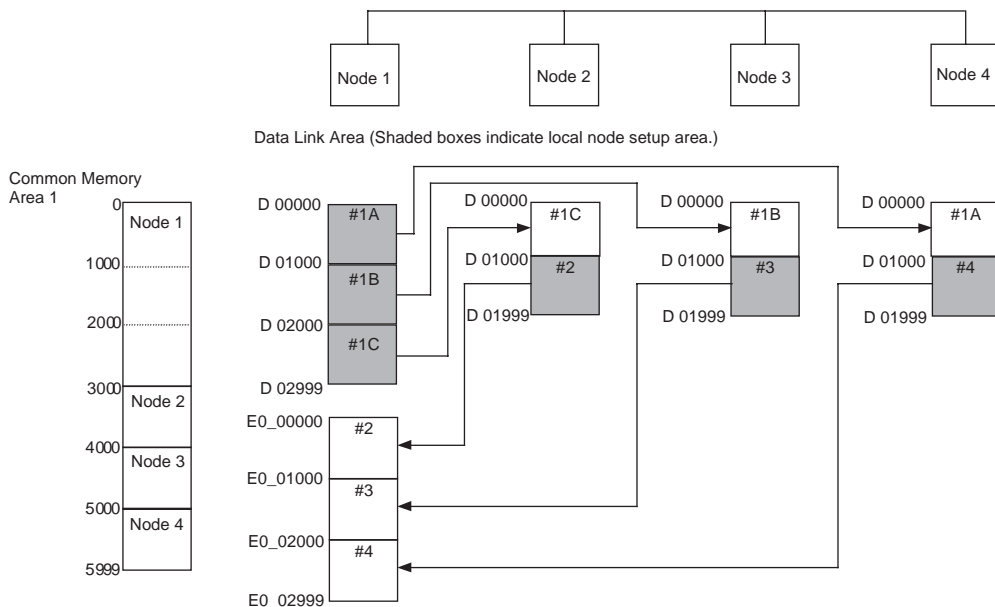 Node 1
Node 2
Node 3
Node 4
Data Link Area (Shaded boxes indicate local node setup area.)
Common Memory
Area 1
0
Node 1
1000
2000
3000
Node 2
4000
Node 3
5000
Node 4
5999
D 00000
#1A
D 01000
#1B
D 02000
#1C
D 02999
E0_00000
#2
E0_01000
#3
E0_02000
#4
E0_02999
D 00000
#1C
D 01000
#2
D 01999
D 00000
#1B
D 01000
#3
D 01999
D 00000
#1A
D 01000
#4
D 01999